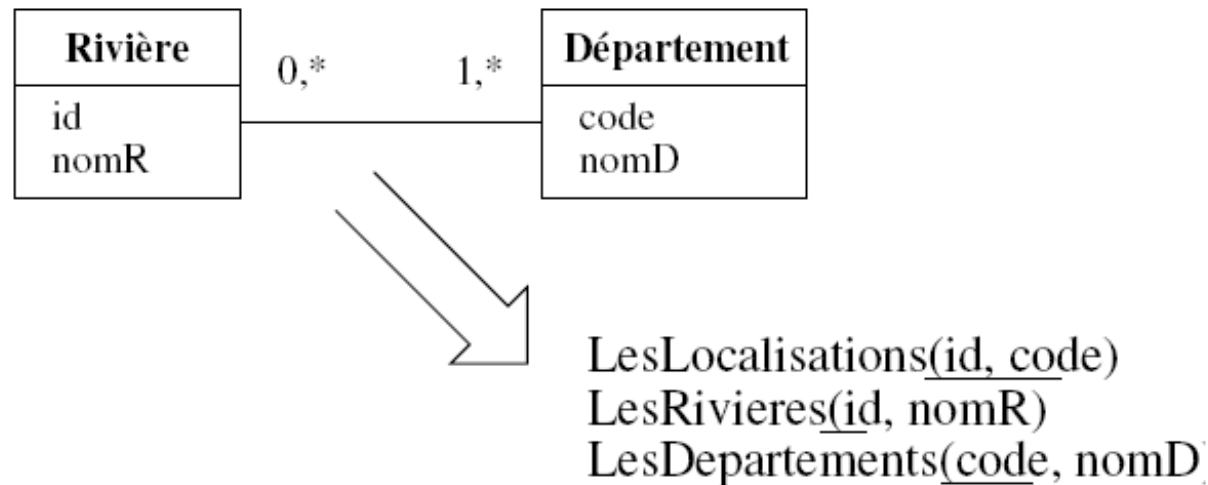 Rivière
id
nomR
0,*
1,*
Département
code
nomD
LesLocalisations(id, code)
LesRivieres(id, nomR)
LesDepartements(code, nomD)